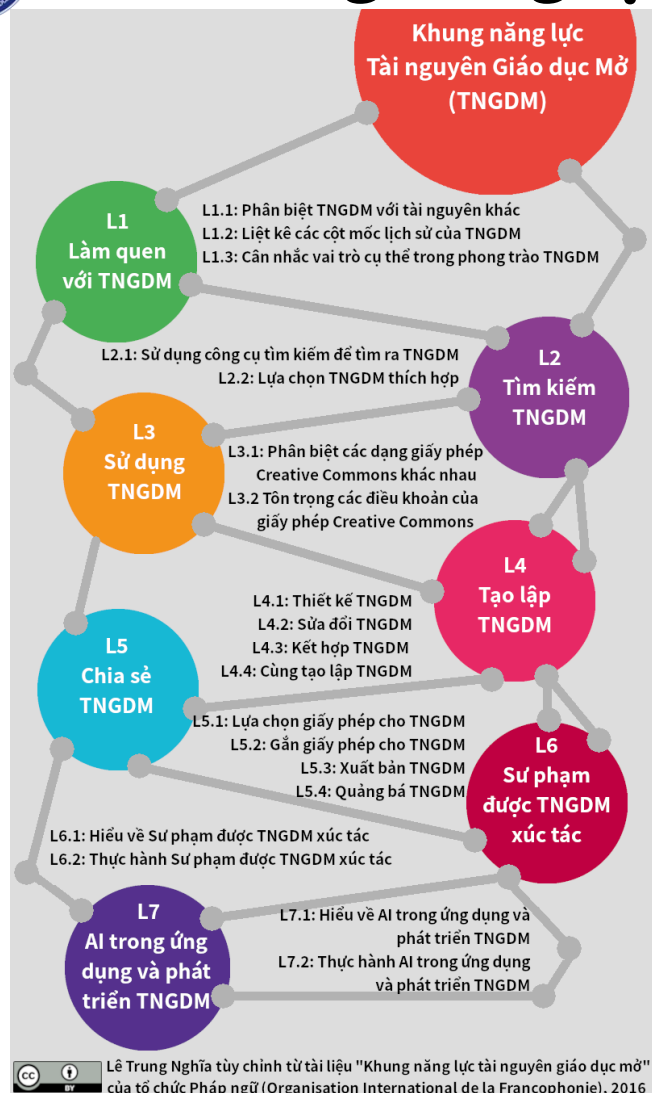 Khung năng lực
Tài nguyên Giáo dục Mở
(TNGDM)
L1
Làm quen
với TNGDM
L1.1: Phân biệt TNGDM với tài nguyên khác
L1.2: Liệt kê các cột mốc lịch sử của TNGDM
L1.3: Cân nhắc vai trò cụ thể trong phong trào TNGDM
L2
Tìm kiếm
TNGDM
L2.1: Sử dụng công cụ tìm kiếm để tìm ra TNGDM
L2.2: Lựa chọn TNGDM thích hợp
L3
Sử dụng
TNGDM
L3.1: Phân biệt các dạng giấy phép
Creative Commons khác nhau
L3.2 Tôn trọng các điều khoản của
giấy phép Creative Commons
L4
Tạo lập
TNGDM
L4.1: Thiết kế TNGDM
L4.2: Sửa đổi TNGDM
L4.3: Kết hợp TNGDM
L4.4: Cùng tạo lập TNGDM
L5
Chia sẻ
TNGDM
L5.1: Lựa chọn giấy phép cho TNGDM
L5.2: Gắn giấy phép cho TNGDM
L5.3: Xuất bản TNGDM
L5.4: Quảng bá TNGDM
L6
Sư phạm
được TNGDM
xúc tác
L6.1: Hiểu về Sư phạm được TNGDM xúc tác
L6.2: Thực hành Sư phạm được TNGDM xúc tác
L7
AI trong ứng
dụng và phát
triển TNGDM
L7.1: Hiểu về AI trong ứng dụng và
phát triển TNGDM
L7.2: Thực hành AI trong ứng dụng
và phát triển TNGDM
cc BY
Lê Trung Nghĩa tùy chỉnh từ tài liệu "Khung năng lực tài nguyên giáo dục mở"
của tổ chức Pháp ngữ (Organisation International de la Francophonie), 2016